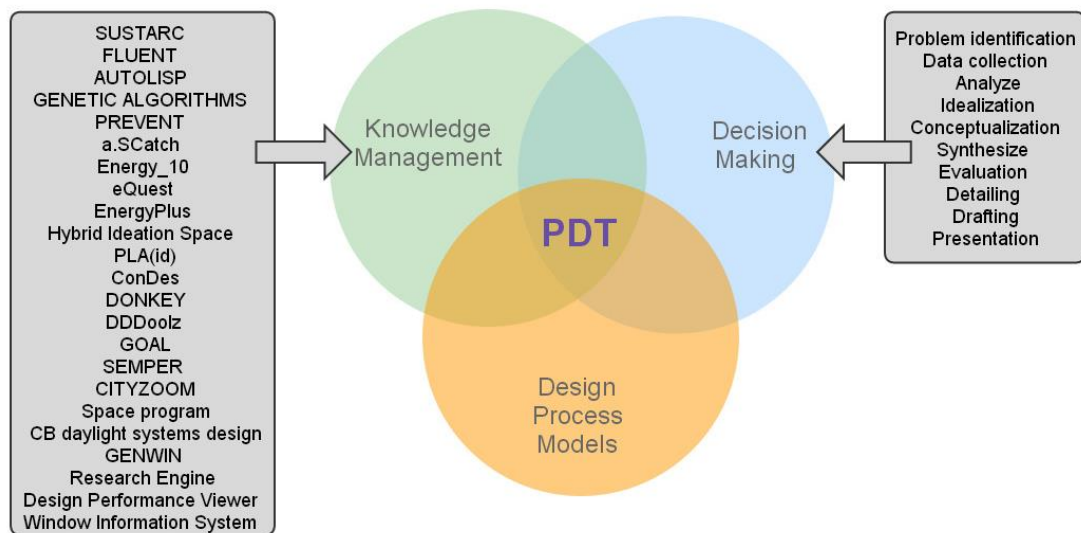 SUSTARC
FLUENT
AUTOLISP
GENETIC ALGORITHMS
PREVENT
a.SCatch
Energy_10
eQuest
EnergyPlus
Hybrid Ideation Space
PLA(id)
ConDes
DONKEY
DDDoolz
GOAL
SEMPER
CITYZOOM
Space program
CB daylight systems design
GENWIN
Research Engine
Design Performance Viewer
Window Information System
Knowledge
Management
Decision
Making
PDT
Design
Process
Models
Problem identification
Data collection
Analyze
Idealization
Conceptualization
Synthesize
Evaluation
Detailing
Drafting
Presentation